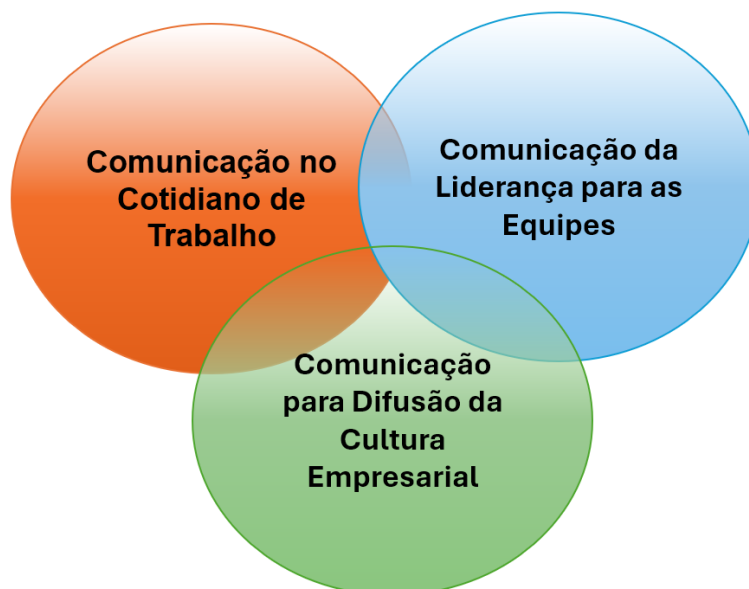 Comunicação no
Cotidiano de
Trabalho
Comunicação da
Liderança para as
Equipes
Comunicação
para Difusão da
Cultura
Empresarial